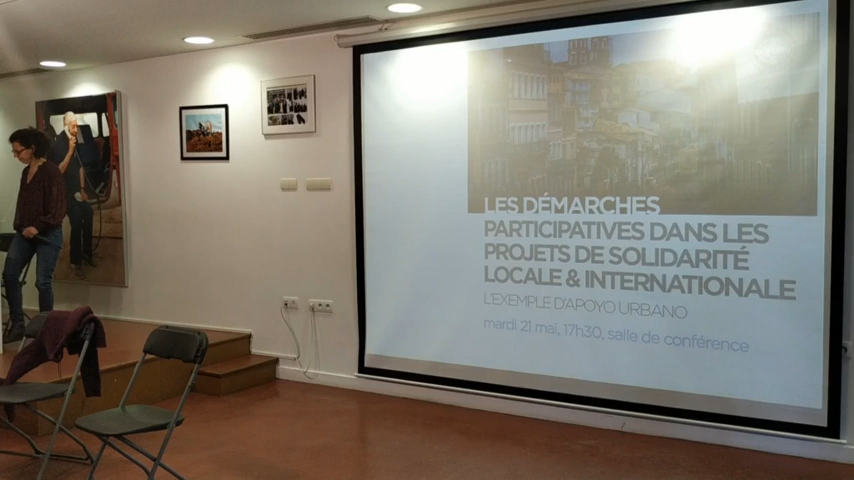 LES DÉMARCHES
PARTICIPATIVES DANS LES
PROJETS DE SOLIDARITÉ
LOCALE & INTERNATIONALE
L'EXEMPLE D'APOYO URBANO
mardi 21 mai, 17h30, salle de conférence